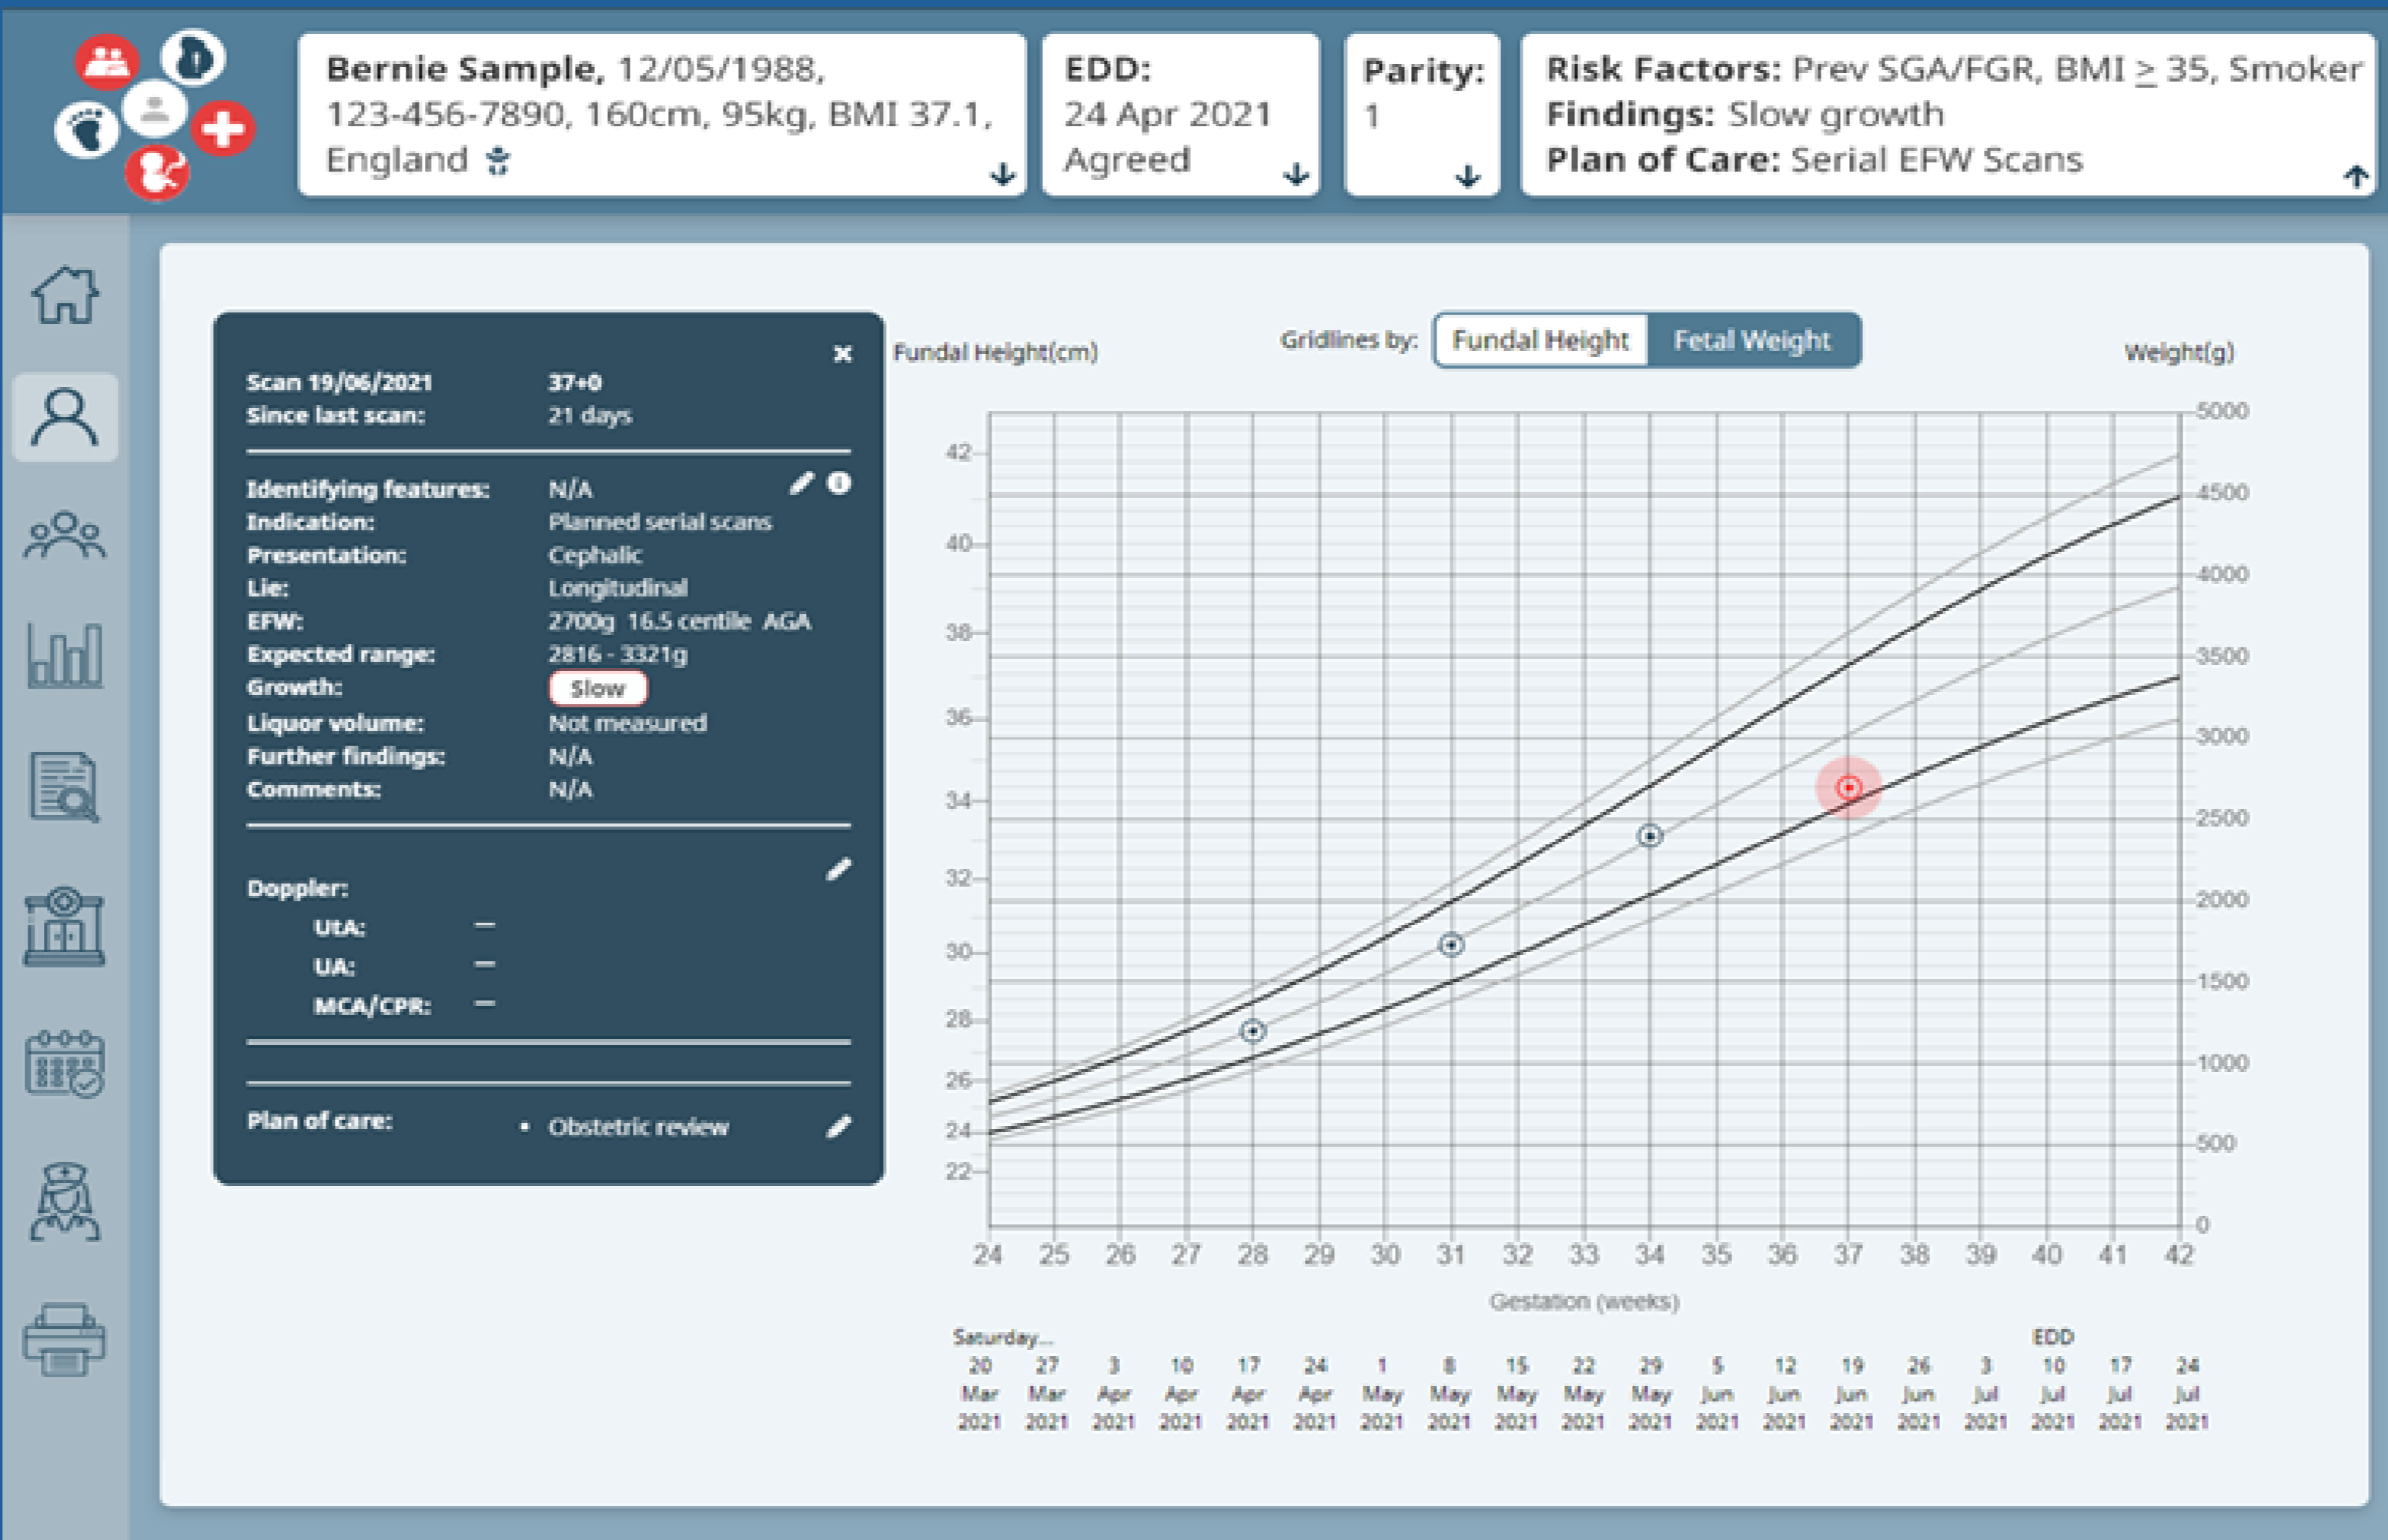 Bernie Sample, 12/05/1988,
123-456-7890, 160cm, 95kg, BMI 37.1,
England
EDD:
24 Apr 2021
Agreed
Parity:
1
Risk Factors: Prev SGA/FGR, BMI ≥ 35, Smoker
Findings: Slow growth
Plan of Care: Serial EFW Scans
Scan 19/06/2021 37+0
Since last scan: 21 days
Identifying features: N/A
Indication: Planned serial scans
Presentation: Cephalic
Lie: Longitudinal
EFW: 2700g 16.5 centile AGA
Expected range: 2816 - 3321g
Growth: Slow
Liquor volume: Not measured
Further findings: N/A
Comments: N/A
Doppler:
UtA: —
UA: —
MCA/CPR: —
Plan of care: • Obstetric review
Fundal Height(cm)
Gridlines by: Fundal Height Fetal Weight
Weight(g)
42
40
38
36
34
32
30
28
26
24
22
5000
4500
4000
3500
3000
2500
2000
1500
1000
500
0
24 25 26 27 28 29 30 31 32 33 34 35 36 37 38 39 40 41 42
Gestation (weeks)
Saturday... EDD
20 27 3 10 17 24 1 8 15 22 29 5 12 19 26 3 10 17 24
Mar Mar Apr Apr Apr Apr May May May May May Jun Jun Jun Jun Jul Jul Jul Jul
2021 2021 2021 2021 2021 2021 2021 2021 2021 2021 2021 2021 2021 2021 2021 2021 2021 2021 2021